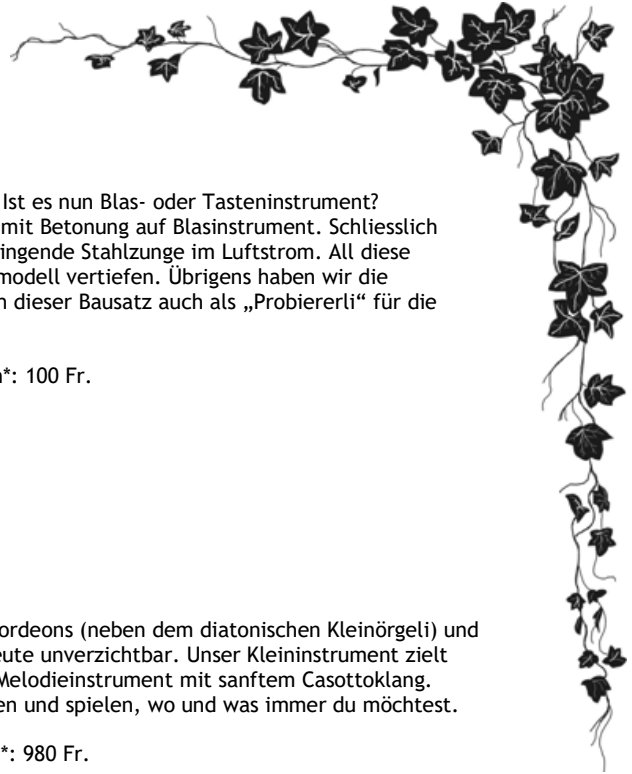 Ist es nun Blas- oder Tasteninstrument?
mit Betonung auf Blasinstrument. Schliesslich
ingende Stahlzunge im Luftstrom. All diese
modell vertiefen. Übrigens haben wir die
dieser Bausatz auch als „Probiererli“ für die
*: 100 Fr.
ordeons (neben dem diatonischen Kleinörgeli) und
eute unverzichtbar. Unser Kleininstrument zielt
Melodieinstrument mit sanftem Casottoklang.
en und spielen, wo und was immer du möchtest.
*: 980 Fr.